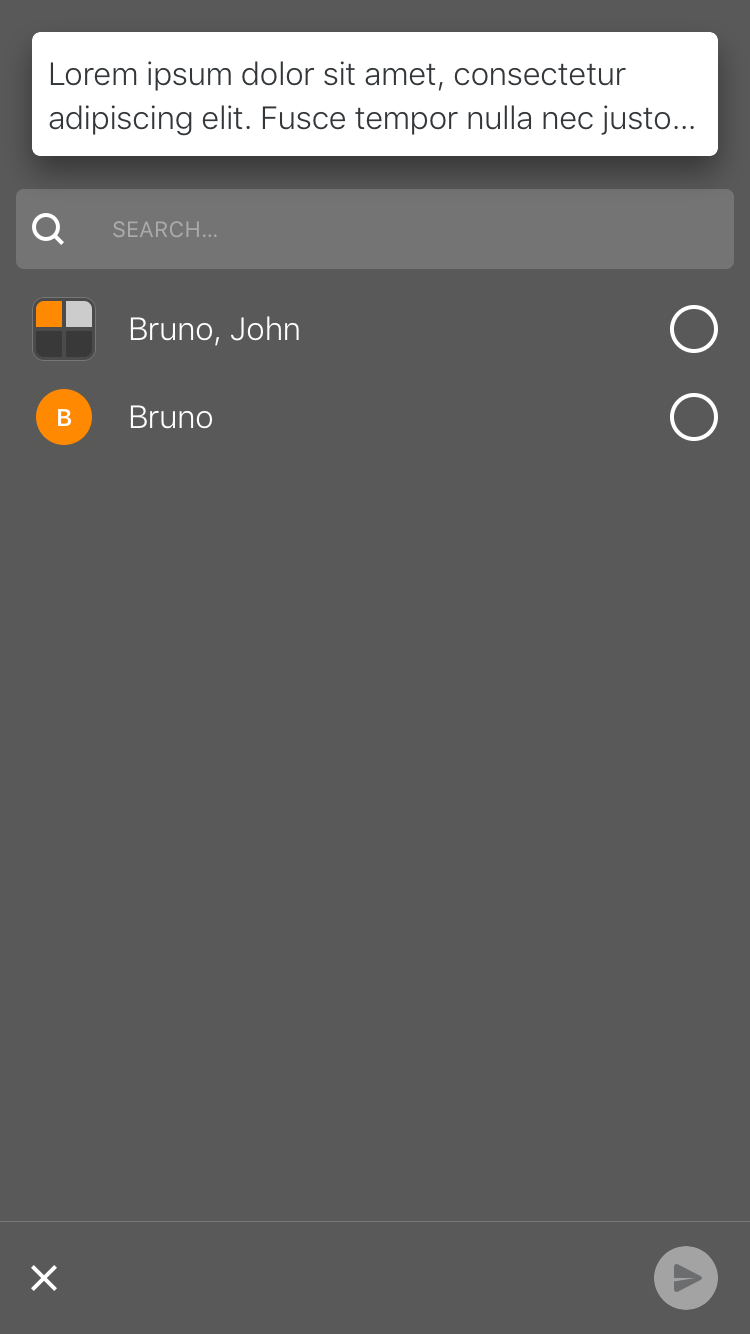 Lorem ipsum dolor sit amet, consectetur
adipiscing elit. Fusce tempor nulla nec justo...
SEARCH...
Bruno, John
B
Bruno